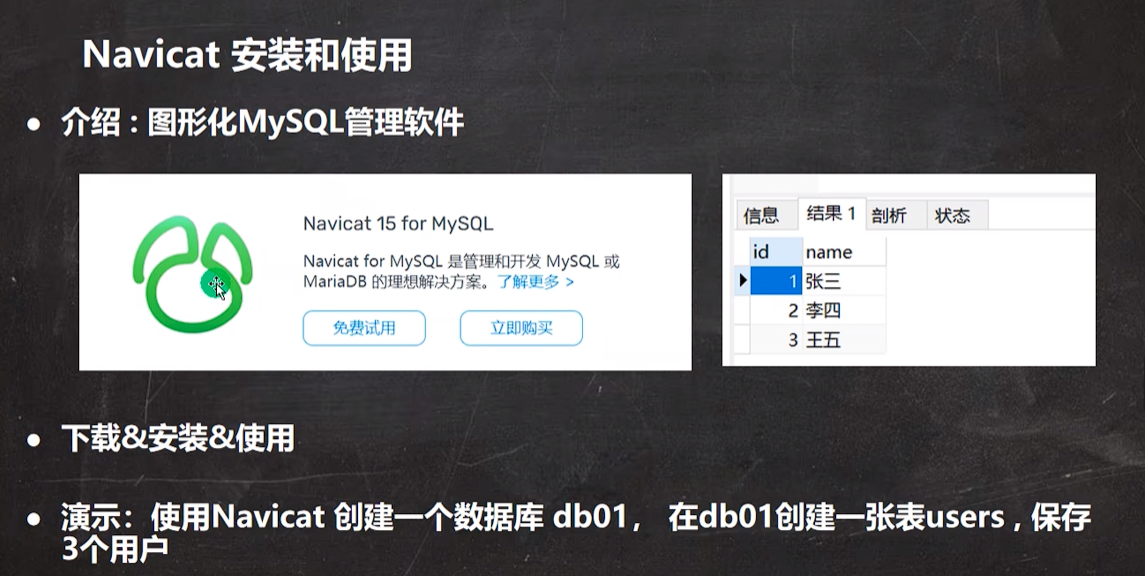 Navicat 安装和使用
● 介绍：图形化MySQL管理软件
Navicat 15 for MySQL
Navicat for MySQL 是管理和开发 MySQL 或
MariaDB 的理想解决方案。了解更多 >
免费试用 立即购买
信息 结果 1 剖析 状态
id name
1 张三
2 李四
3 王五
● 下载&安装&使用
● 演示：使用Navicat 创建一个数据库 db01， 在db01创建一张表users , 保存
3个用户